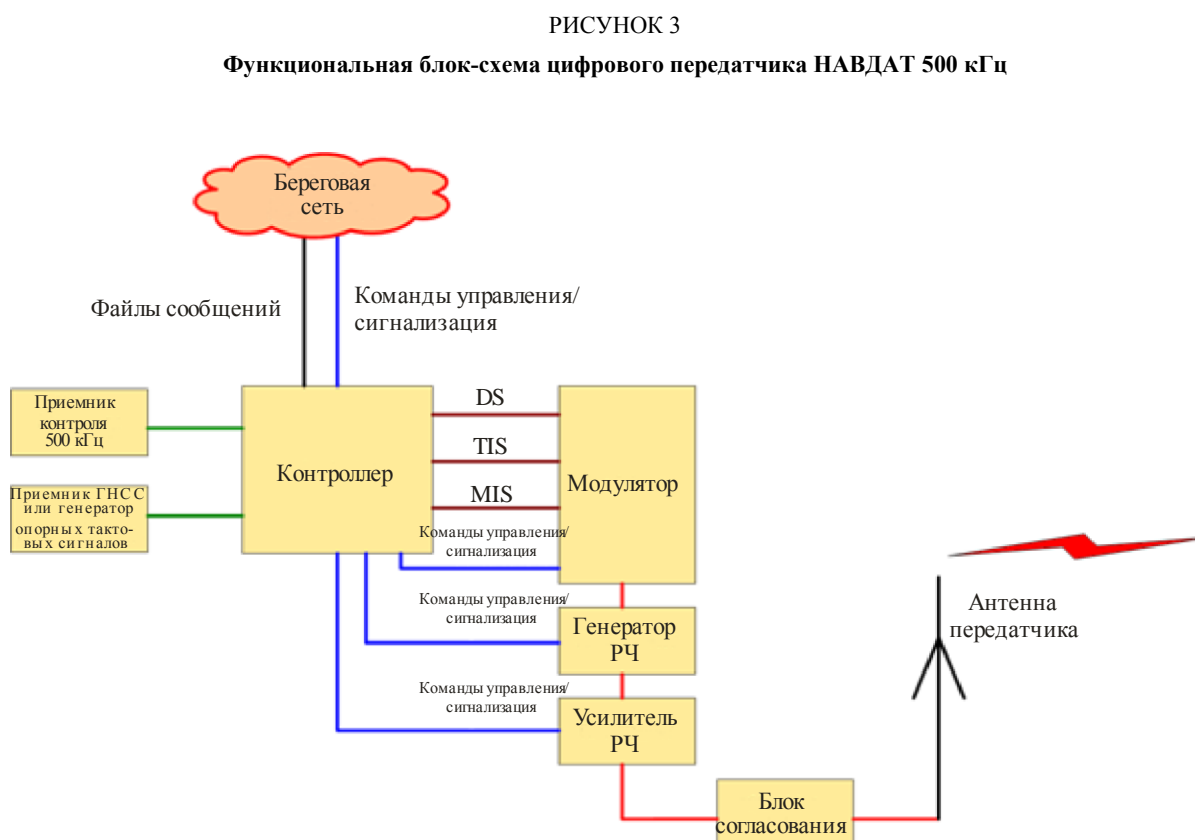 РИСУНОК 3
Функциональная блок-схема цифрового передатчика НАВДАТ 500 кГц
Береговая
сеть
Файлы сообщений
Команды управления/
сигнализация
Приемник
контроля
500 кГц
Приемник ГНСС
или генератор
опорных такто-
вых сигналов
Контроллер
DS
TIS
MIS
Модулятор
Команды управления/
сигнализация
Команды управления/
сигнализация
Генератор
РЧ
Команды управления/
сигнализация
Усилитель
РЧ
Блок
согласования
Антенна
передатчика